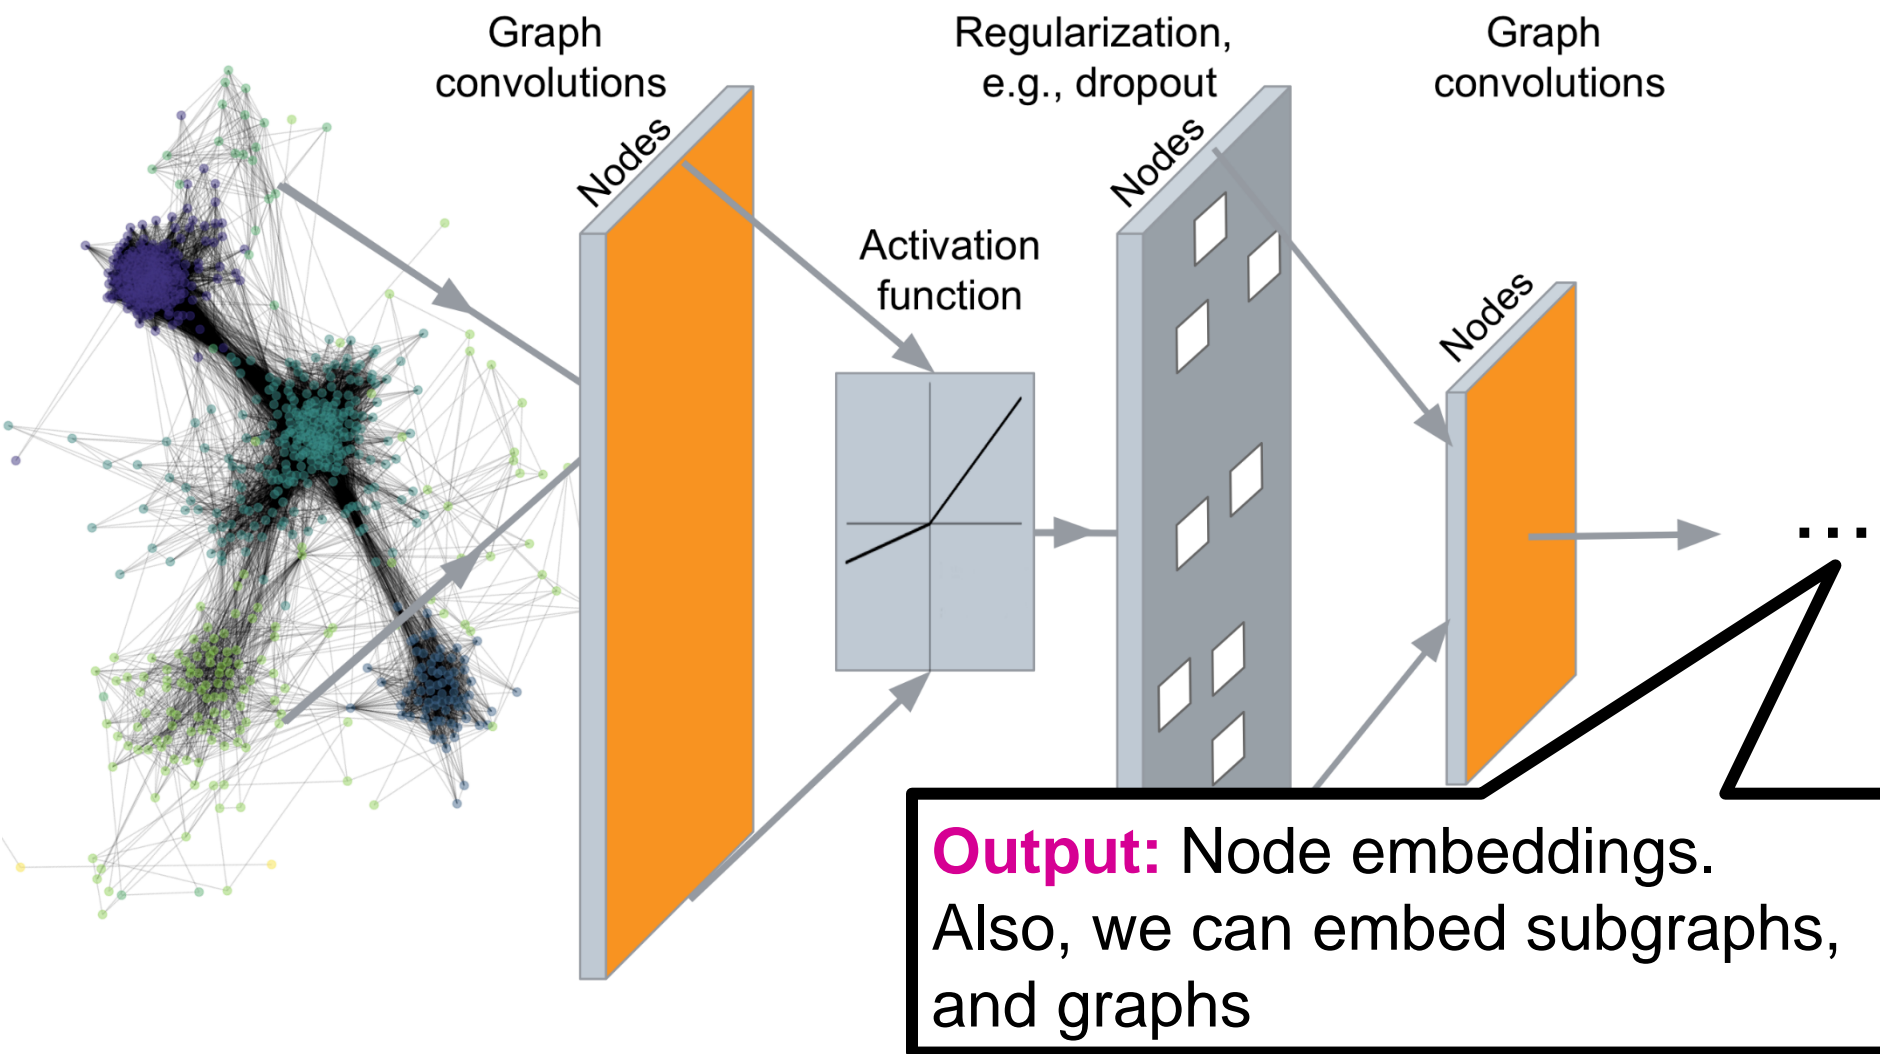 Graph
convolutions
Regularization,
e.g., dropout
Graph
convolutions
Nodes
Nodes
Activation
function
Nodes
...
Output: Node embeddings.
Also, we can embed subgraphs,
and graphs